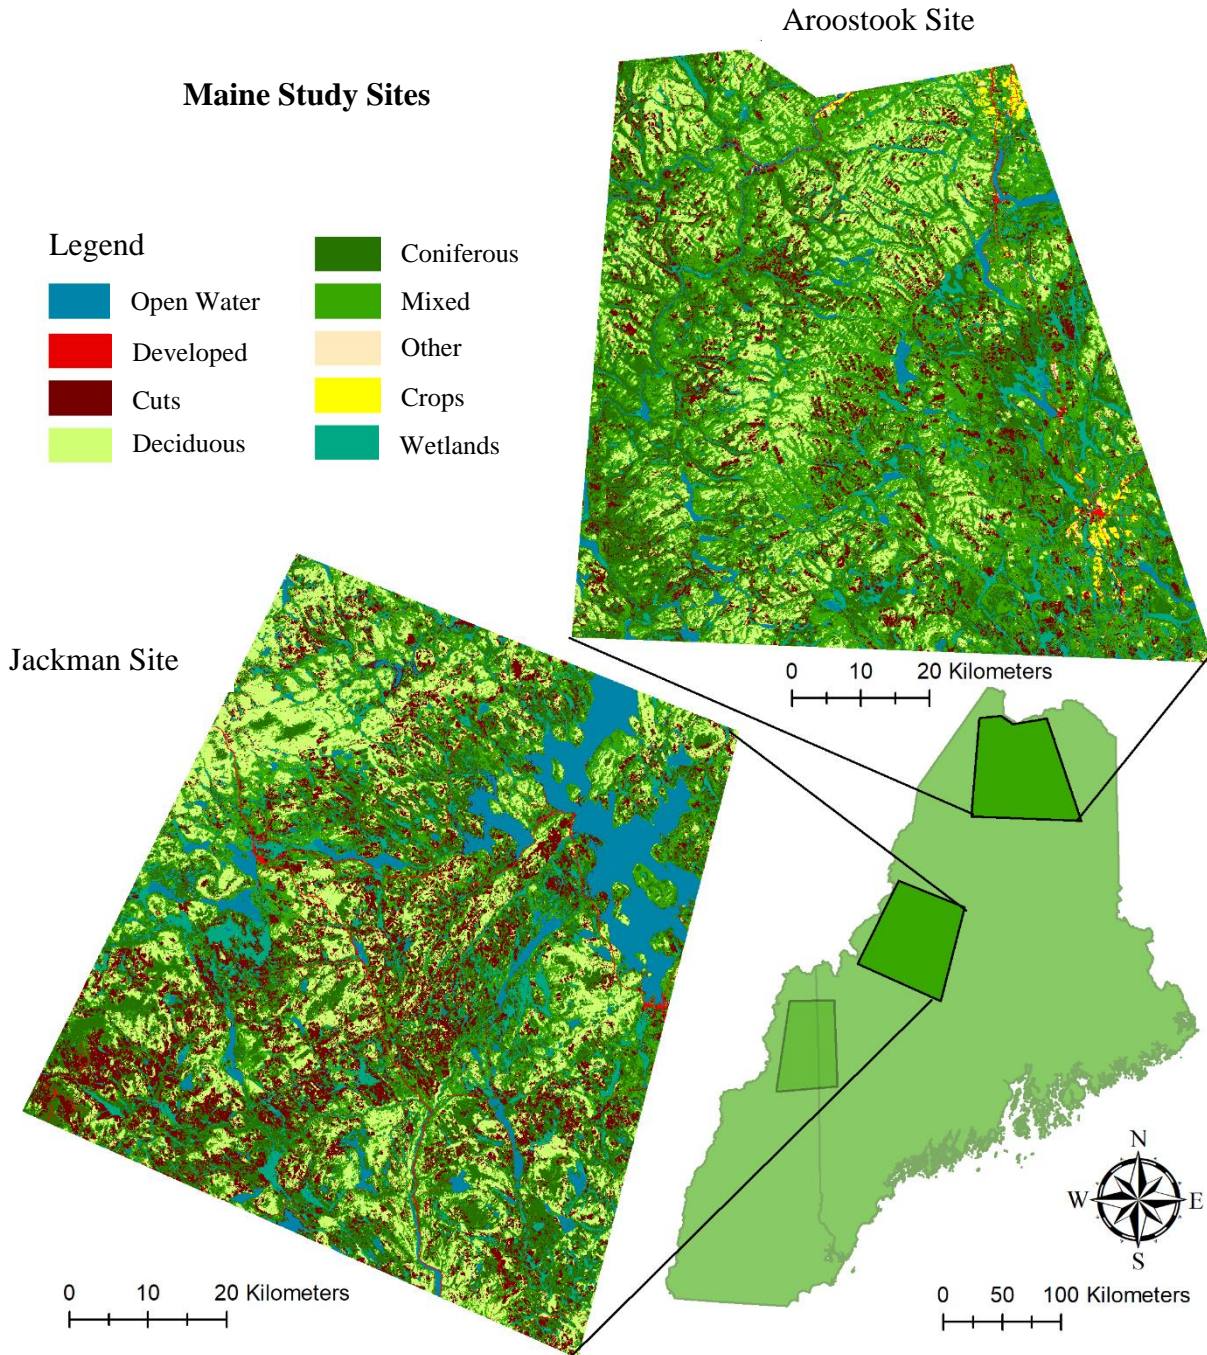 Aroostook Site
Maine Study Sites
Legend
Open Water
Developed
Cuts
Deciduous
Coniferous
Mixed
Other
Crops
Wetlands
Jackman Site
0 10 20 Kilometers
0 10 20 Kilometers
N
W E
S
0 50 100 Kilometers